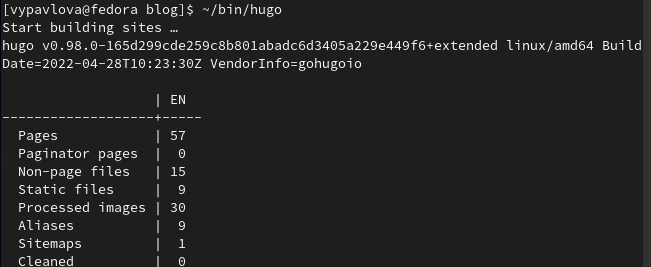 [vypavlova@fedora blog]$ ~/bin/hugo
Start building sites …
hugo v0.98.0-165d299cde259c8b801abadc6d3405a229e449f6+extended linux/amd64 Build
Date=2022-04-28T10:23:30Z VendorInfo=gohugoio
                   | EN
-------------------+-----
  Pages            | 57
  Paginator pages  |  0
  Non-page files   | 15
  Static files     |  9
  Processed images | 30
  Aliases          |  9
  Sitemaps         |  1
  Cleaned          |  0